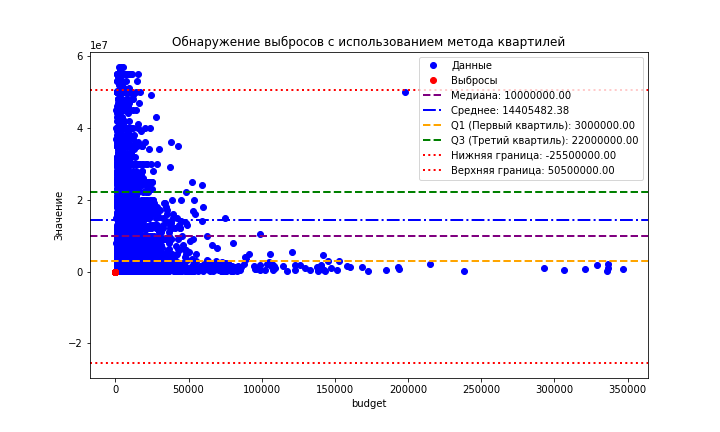 Обнаружение выбросов с использованием метода квартилей
1e7
6
4
2
0
−2
Значение
Данные
Выбросы
Медиана: 10000000.00
Среднее: 14405482.38
Q1 (Первый квартиль): 3000000.00
Q3 (Третий квартиль): 22000000.00
Нижняя граница: -25500000.00
Верхняя граница: 50500000.00
0 50000 100000 150000 200000 250000 300000 350000
budget